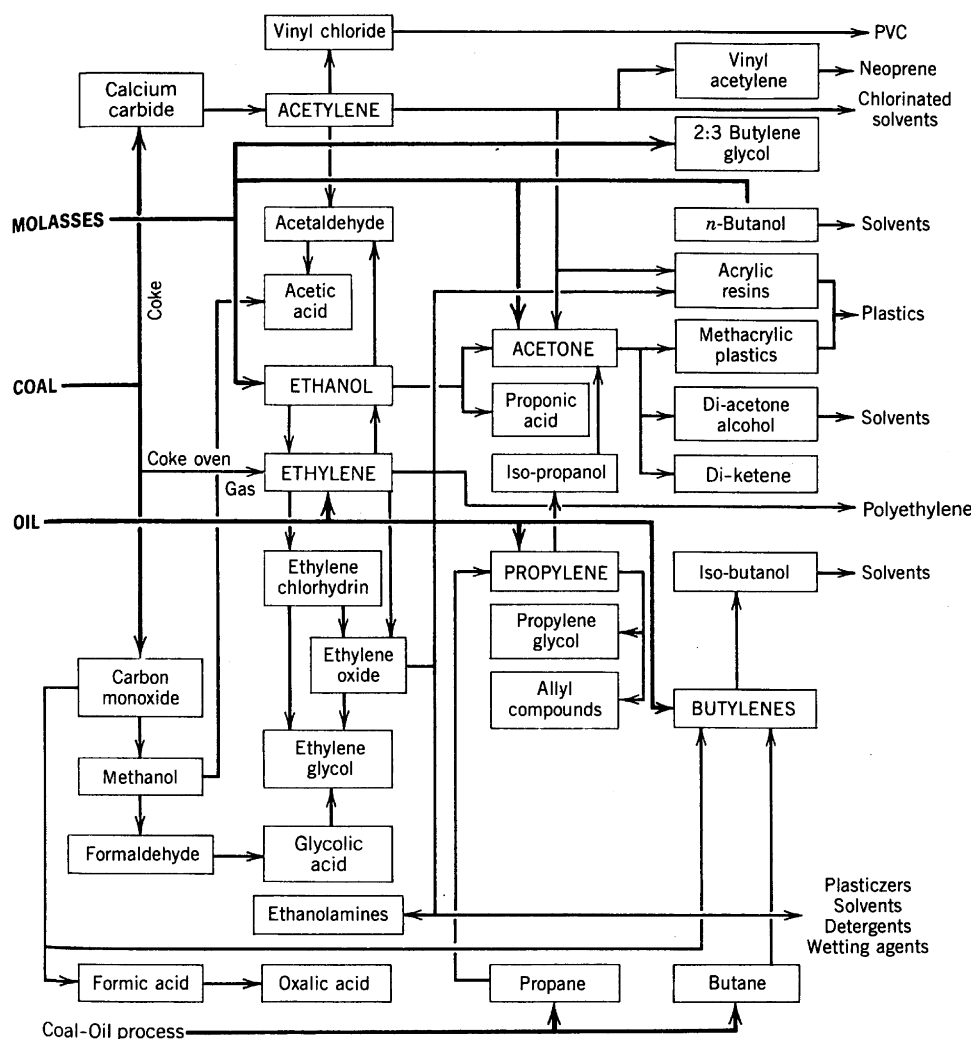 Vinyl chloride
PVC
Vinyl
acetylene
Neoprene
Calcium
carbide
ACETYLENE
Chlorinated
solvents
2:3 Butylene
glycol
MOLASSES
Acetaldehyde
n-Butanol
Solvents
Coke
Acetic
acid
Acrylic
resins
Plastics
ACETONE
Methacrylic
plastics
COAL
ETHANOL
Proponic
acid
Di-acetone
alcohol
Solvents
Coke oven
Gas
ETHYLENE
Iso-propanol
Di-ketene
Polyethylene
OIL
Ethylene
chlorhydrin
PROPYLENE
Iso-butanol
Solvents
Propylene
glycol
Ethylene
oxide
Carbon
monoxide
Allyl
compounds
BUTYLENES
Ethylene
glycol
Methanol
Formaldehyde
Glycolic
acid
Ethanolamines
Plasticzers
Solvents
Detergents
Wetting agents
Formic acid
Oxalic acid
Propane
Butane
Coal-Oil process